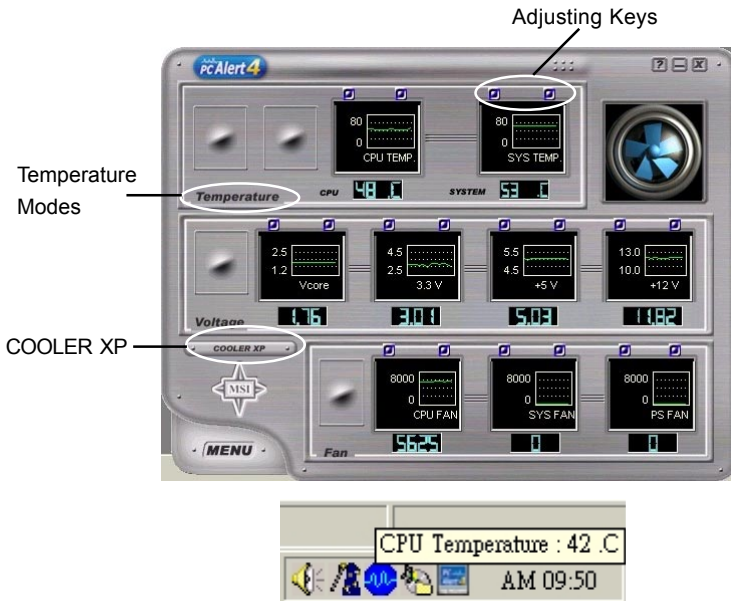 Adjusting Keys
PC Alert 4
? X
80
0
CPU TEMP.
80
0
SYS TEMP.
Temperature
Modes
Temperature
CPU 48 .C
SYSTEM 53 .C
2.5
1.2
Vcore
4.5
2.5
3.3 V
5.5
4.5
+5 V
13.0
10.0
+12 V
Voltage
1.76
3.01
5.03
11.82
COOLER XP
COOLER XP
MSI
8000
0
CPU FAN
8000
0
SYS FAN
8000
0
PS FAN
MENU
Fan
5625
0
0
CPU Temperature : 42 .C
AM 09:50